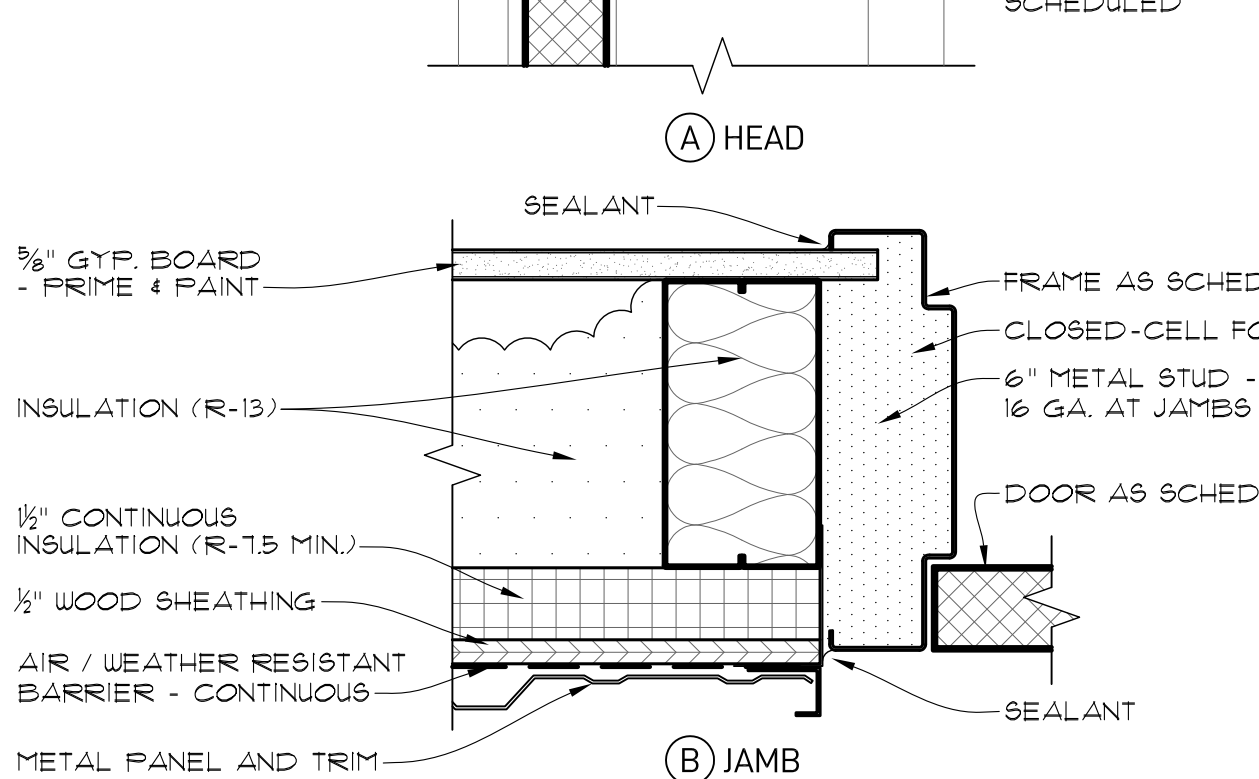 SCHEDULED
A HEAD
SEALANT
5/8" GYP. BOARD
- PRIME & PAINT
FRAME AS SCHED
CLOSED-CELL FO
6" METAL STUD -
16 GA. AT JAMBS
INSULATION (R-13)
DOOR AS SCHED
1 1/2" CONTINUOUS
INSULATION (R-7.5 MIN.)
1/2" WOOD SHEATHING
AIR / WEATHER RESISTANT
BARRIER - CONTINUOUS
SEALANT
METAL PANEL AND TRIM
B JAMB